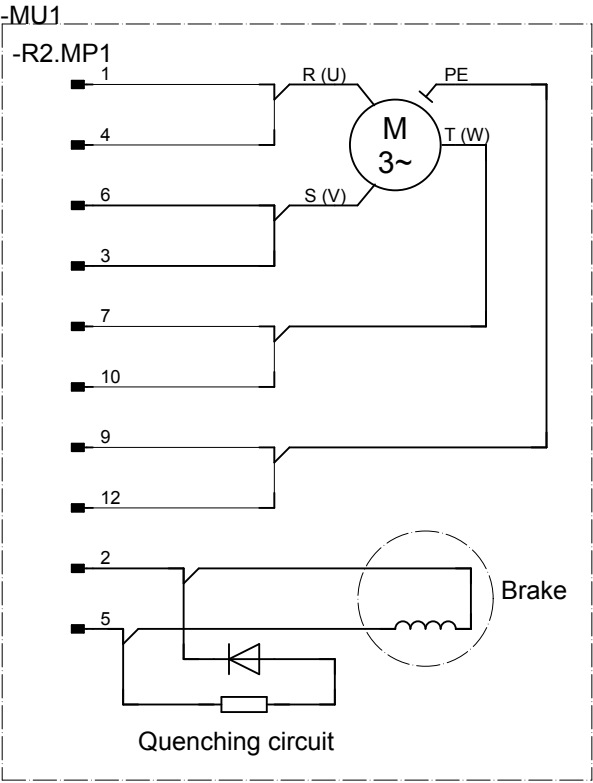 -MU1
-R2.MP1
1
R (U)
PE
4
M
3~
T (W)
6
S (V)
3
7
10
9
12
2
Brake
5
Quenching circuit